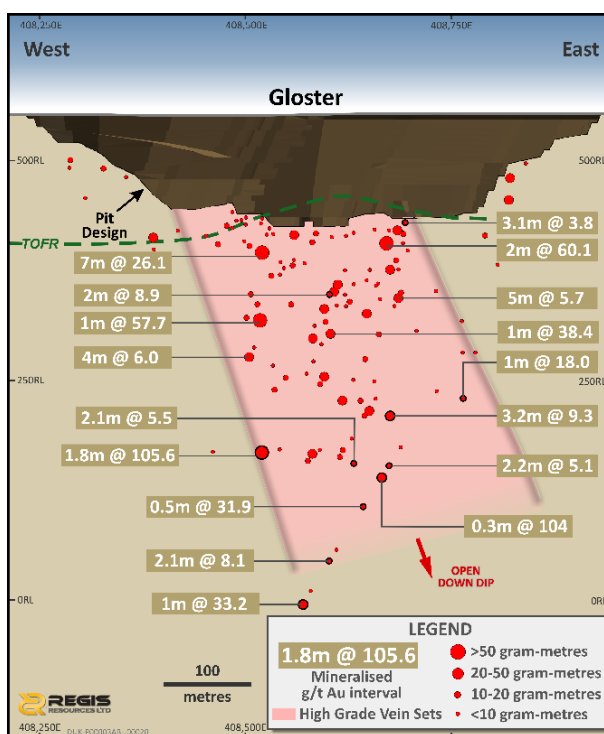 408,250E 408,500E 408,750E
West East
Gloster
500RL 500RL
Pit
Design
TOFR
3.1m @ 3.8
2m @ 60.1
7m @ 26.1
2m @ 8.9
5m @ 5.7
1m @ 57.7
1m @ 38.4
4m @ 6.0
1m @ 18.0
250RL 250RL
2.1m @ 5.5
3.2m @ 9.3
1.8m @ 105.6
2.2m @ 5.1
0.5m @ 31.9
0.3m @ 104
2.1m @ 8.1
OPEN
DOWN DIP
1m @ 33.2
0RL 0RL
LEGEND
1.8m @ 105.6
Mineralised
g/t Au interval
High Grade Vein Sets
>50 gram-metres
20-50 gram-metres
10-20 gram-metres
<10 gram-metres
100
metres
REGIS
RESOURCES LTD
408,250E 408,500E